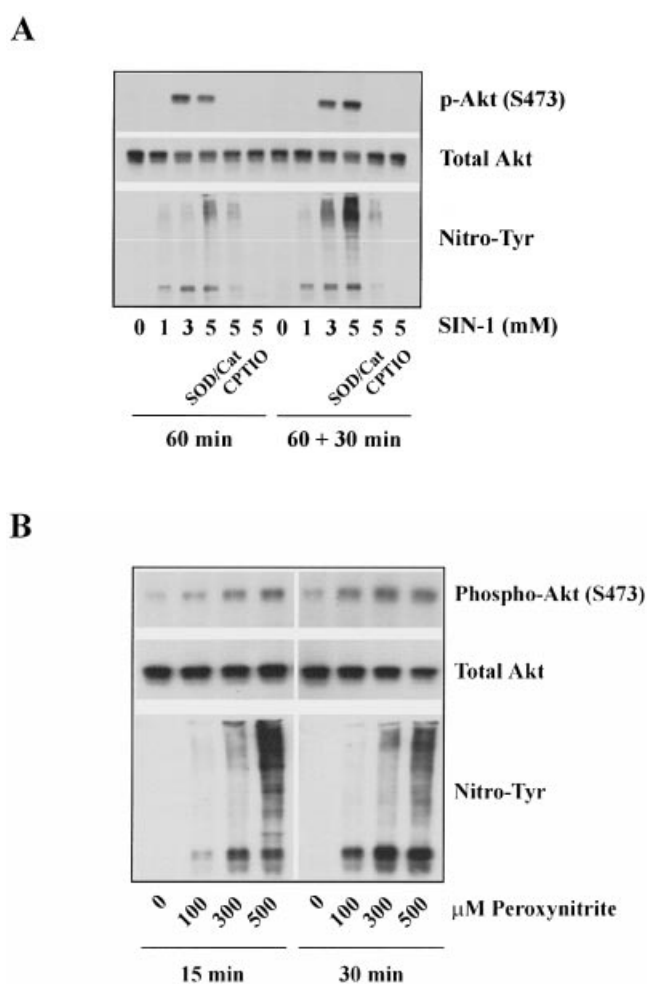 A
p-Akt (S473)
Total Akt
Nitro-Tyr
0 1 3 5 5 5 0 1 3 5 5 5 SIN-1 (mM)
SOD/Cat CPTIO SOD/Cat CPTIO
60 min 60 + 30 min
B
Phospho-Akt (S473)
Total Akt
Nitro-Tyr
0 100 300 500 0 100 300 500 μM Peroxynitrite
15 min 30 min